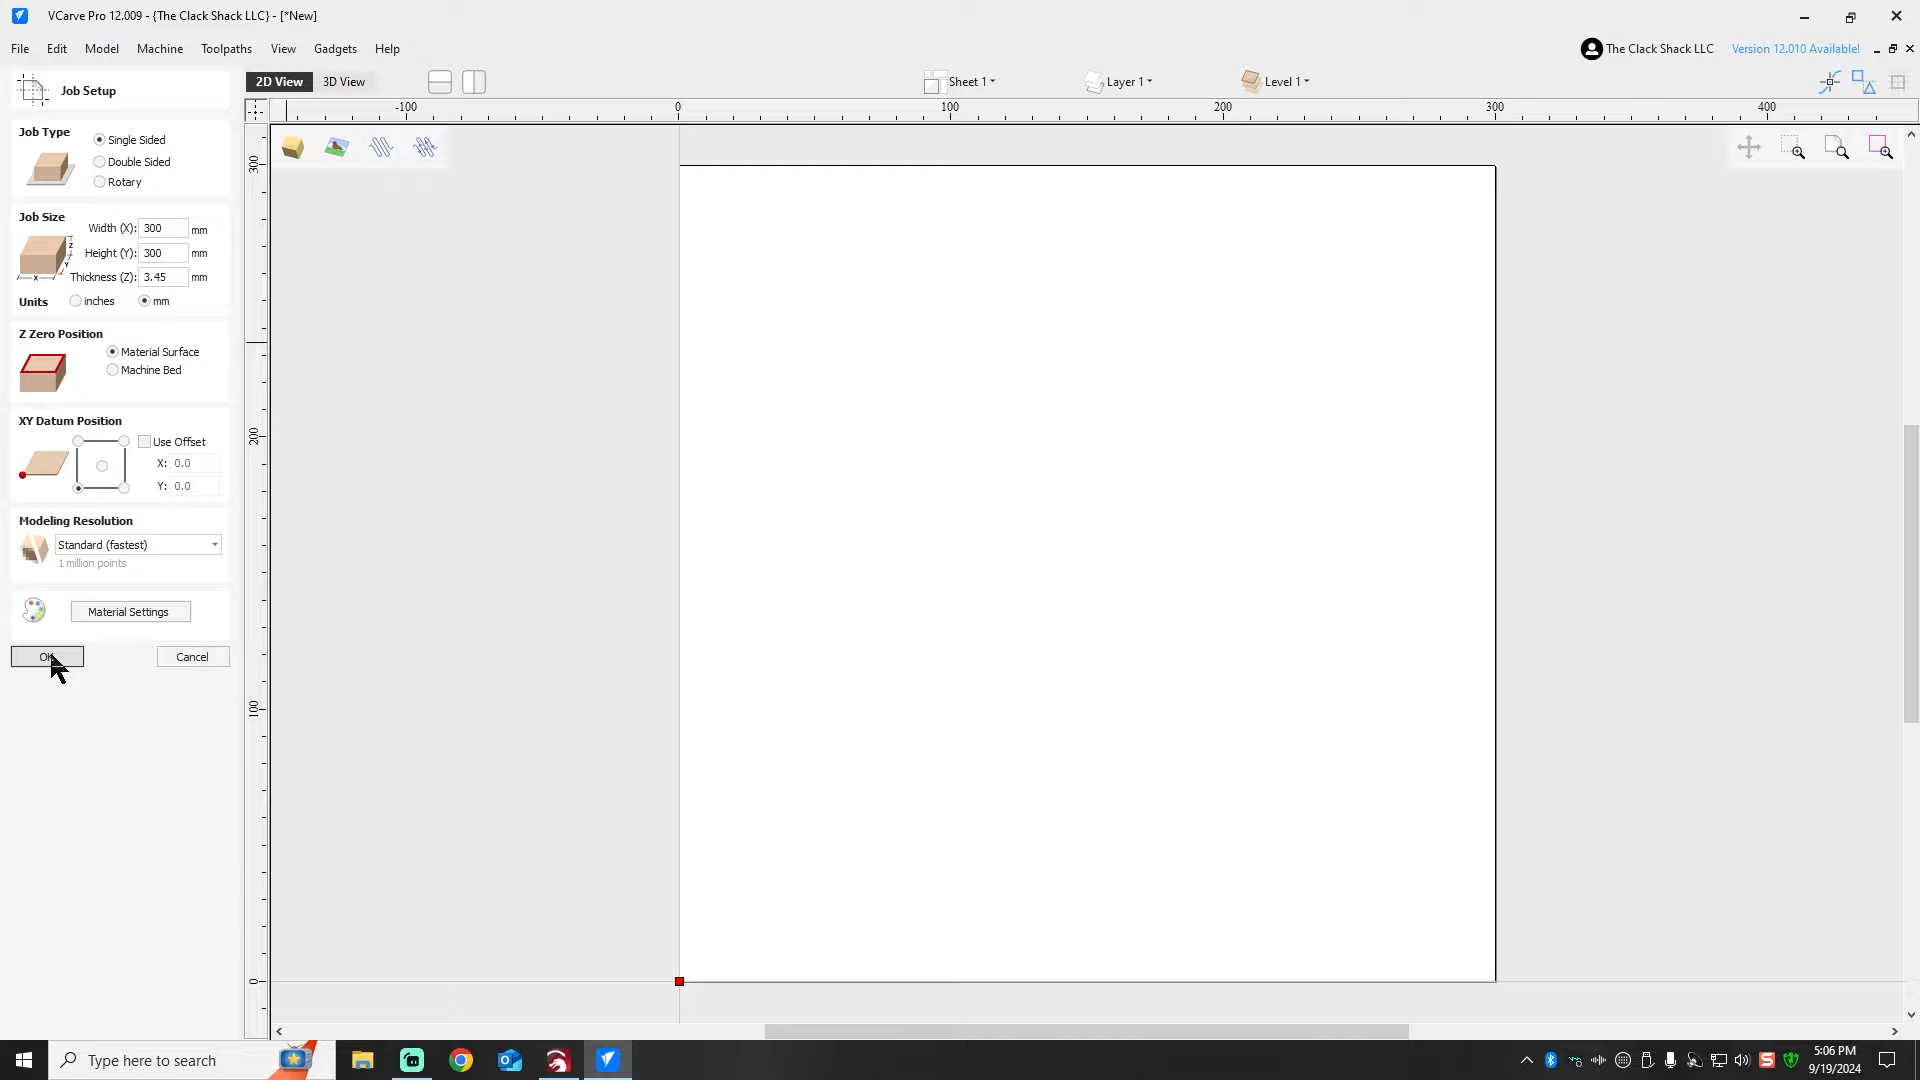 VCarve Pro 12.009 - {The Clack Shack LLC} - [*New]
File Edit Model Machine Toolpaths View Gadgets Help
The Clack Shack LLC Version 12.010 Available!
Job Setup
2D View 3D View Sheet 1 Layer 1 Level 1
-100 0 100 200 300 400
Job Type
Single Sided
Double Sided
Rotary
Job Size
Width (X): 300 mm
Height (Y): 300 mm
Thickness (Z): 3.45 mm
Units inches mm
Z Zero Position
Material Surface
Machine Bed
XY Datum Position
Use Offset
X: 0.0
Y: 0.0
Modeling Resolution
Standard (fastest)
1 million points
Material Settings
OK Cancel
300
200
100
0
Z
Y
X
Type here to search
5:06 PM
9/19/2024